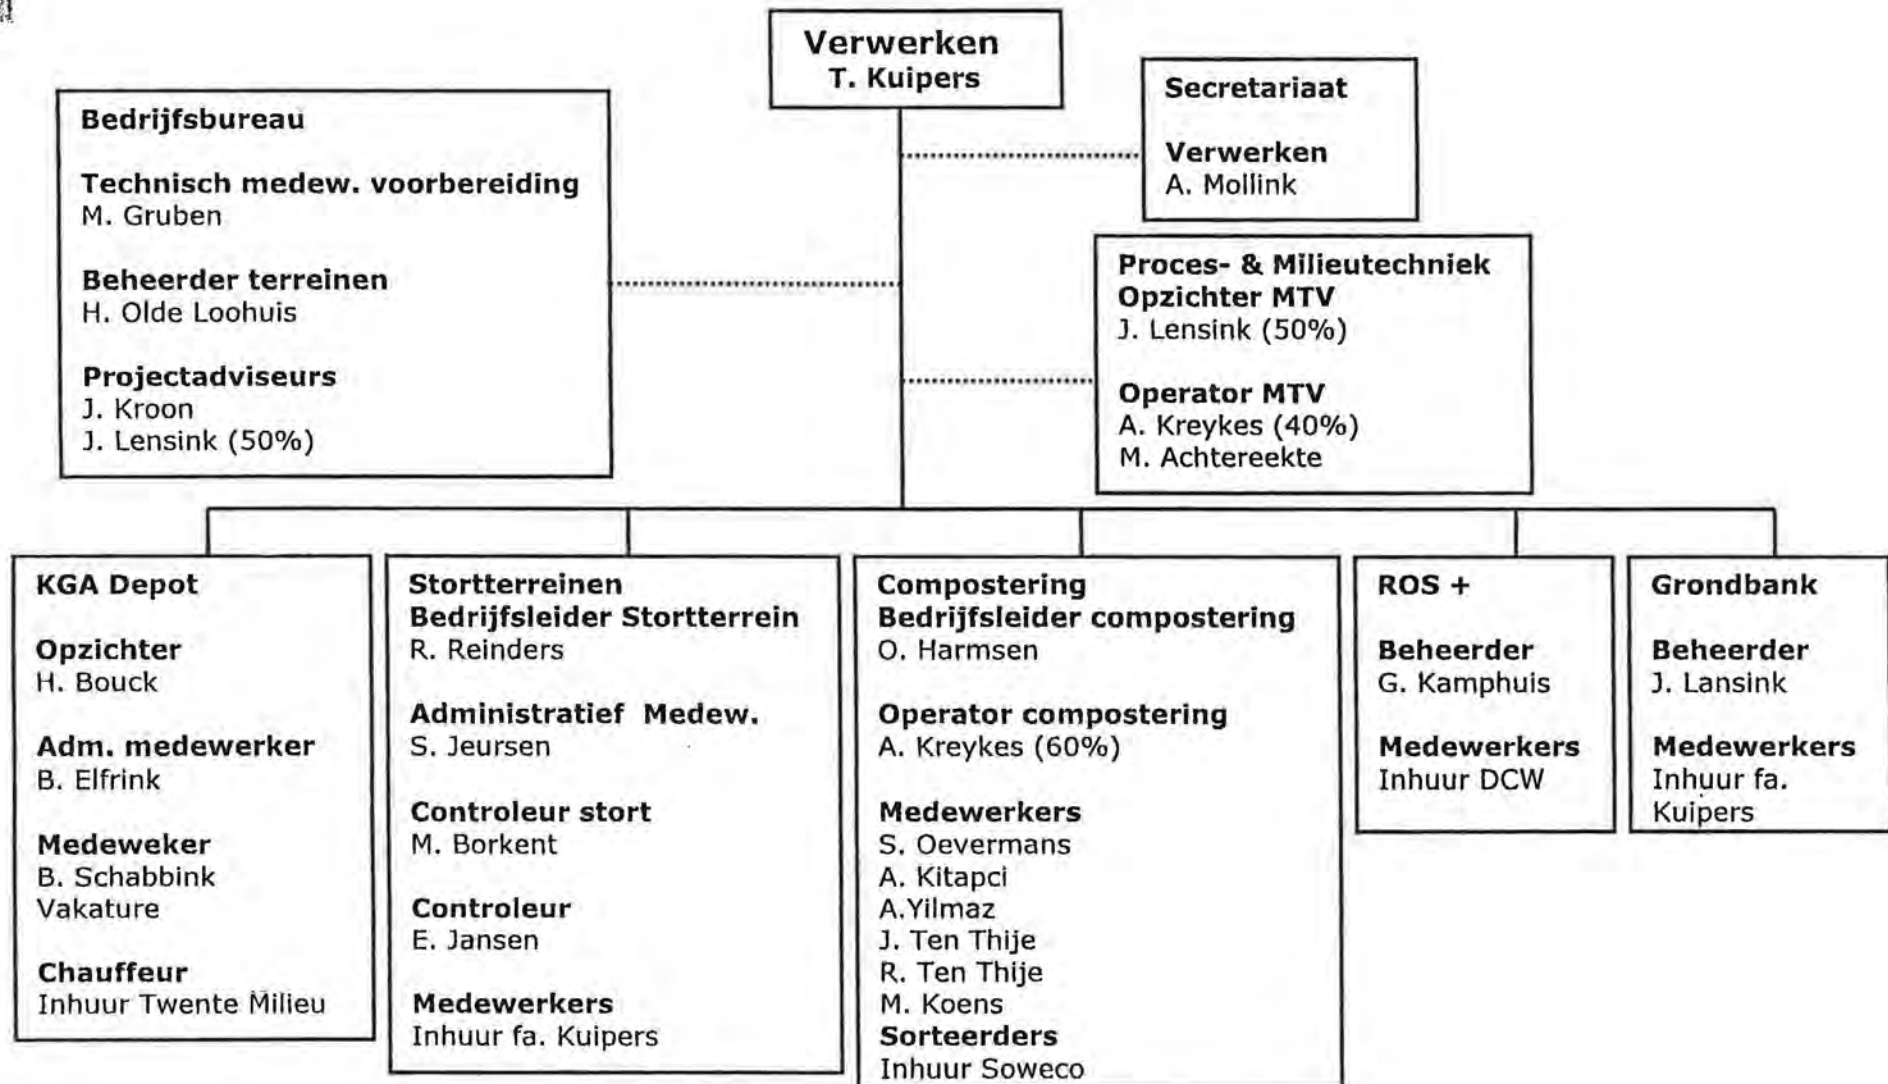 Verwerken
T. Kuipers
Secretariaat
Verwerken
A. Mollink
Bedrijfsbureau
Technisch medew. voorbereiding
M. Gruben
Beheerder terreinen
H. Olde Loohuis
Projectadviseurs
J. Kroon
J. Lensink (50%)
Proces- & Milieutechniek
Opzichter MTV
J. Lensink (50%)
Operator MTV
A. Kreykes (40%)
M. Achtereekte
KGA Depot
Opzichter
H. Bouck
Adm. medewerker
B. Elfrink
Medeweker
B. Schabbink
Vakature
Chauffeur
Inhuur Twente Milieu
Stortterreinen
Bedrijfsleider Stortterrein
R. Reinders
Administratief Medew.
S. Jeursen
Controleur stort
M. Borkent
Controleur
E. Jansen
Medewerkers
Inhuur fa. Kuipers
Compostering
Bedrijfsleider compostering
O. Harmsen
Operator compostering
A. Kreykes (60%)
Medewerkers
S. Oevermans
A. Kitapci
A.Yilmaz
J. Ten Thije
R. Ten Thije
M. Koens
Sorteerders
Inhuur Soweco
ROS +
Beheerder
G. Kamphuis
Medewerkers
Inhuur DCW
Grondbank
Beheerder
J. Lansink
Medewerkers
Inhuur fa.
Kuipers